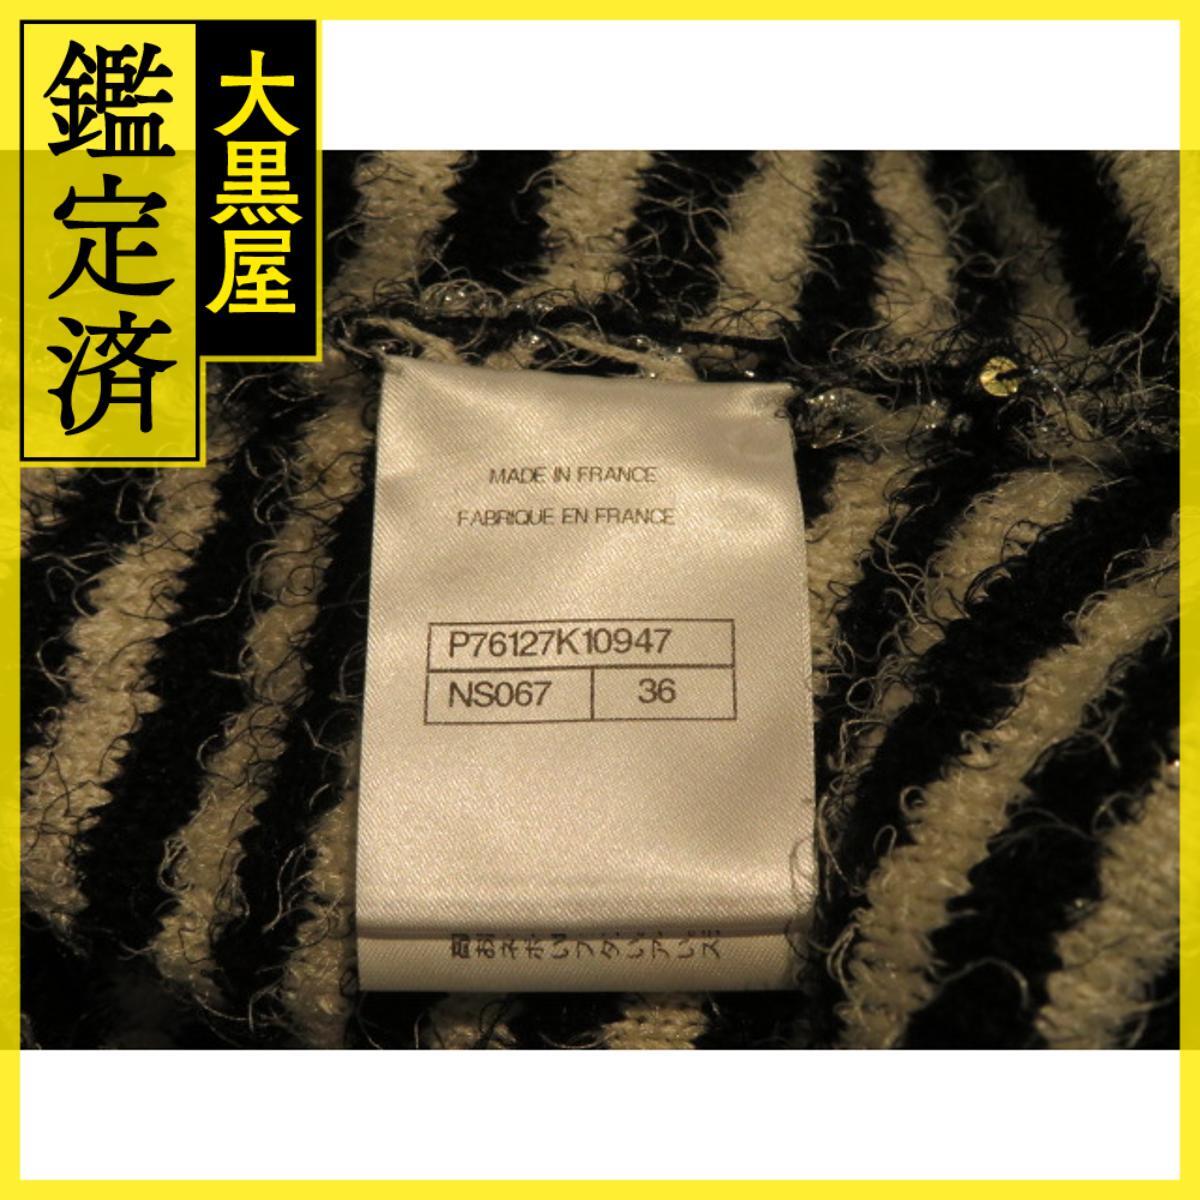 鑑定済
大黒屋
MADE IN FRANCE
FABRIQUE EN FRANCE
P76127K10947
NS067 36